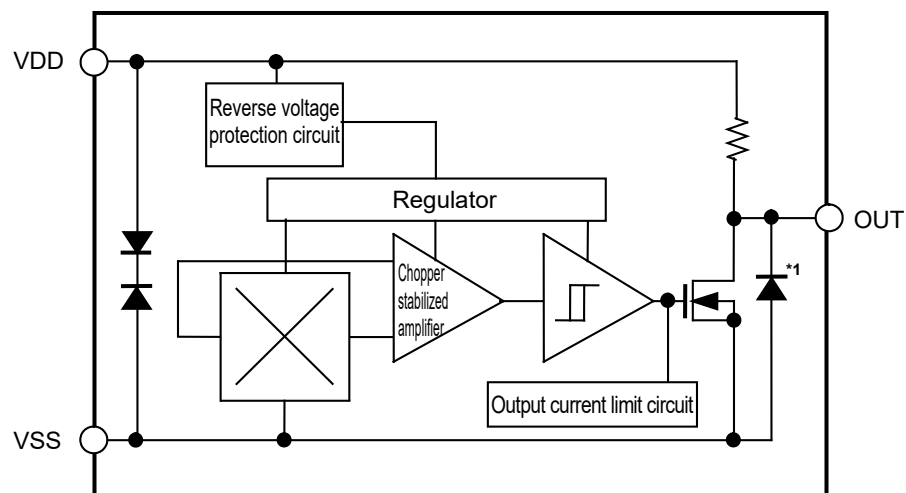 VDD
Reverse voltage
protection circuit
Regulator
OUT
*1
Chopper
stabilized
amplifier
Output current limit circuit
VSS